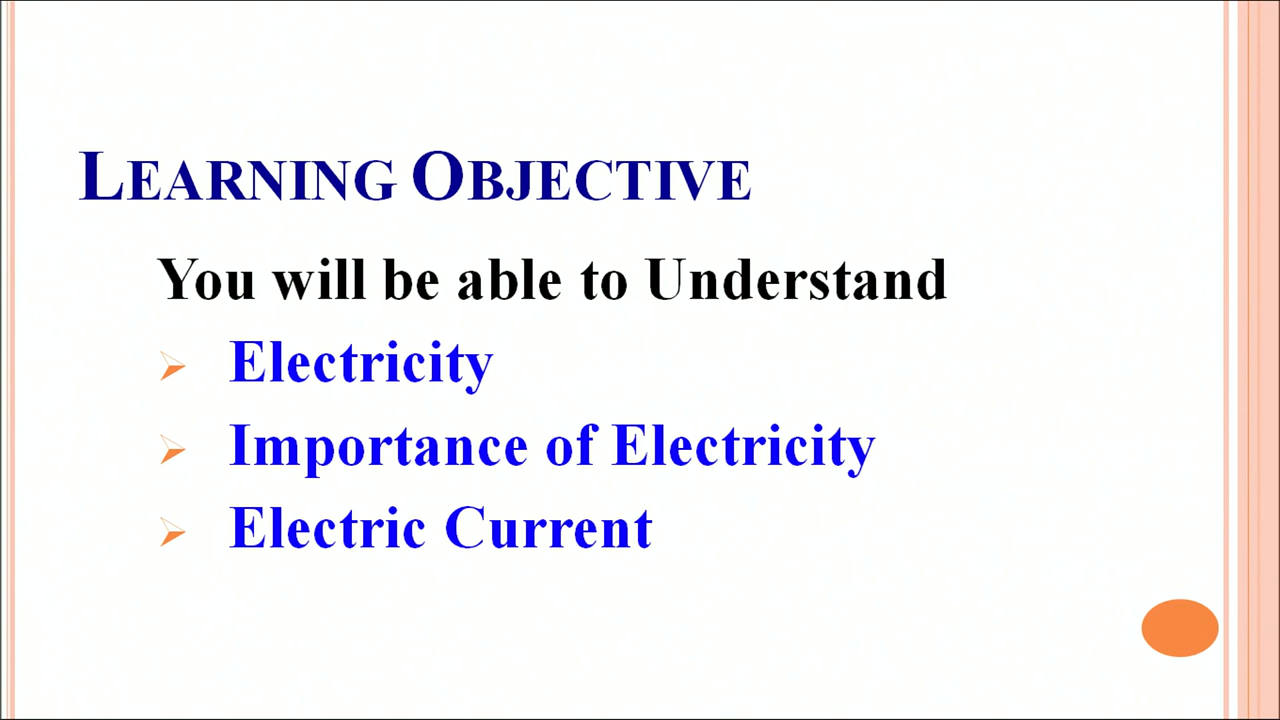 LEARNING OBJECTIVE
You will be able to Understand
Electricity
Importance of Electricity
Electric Current